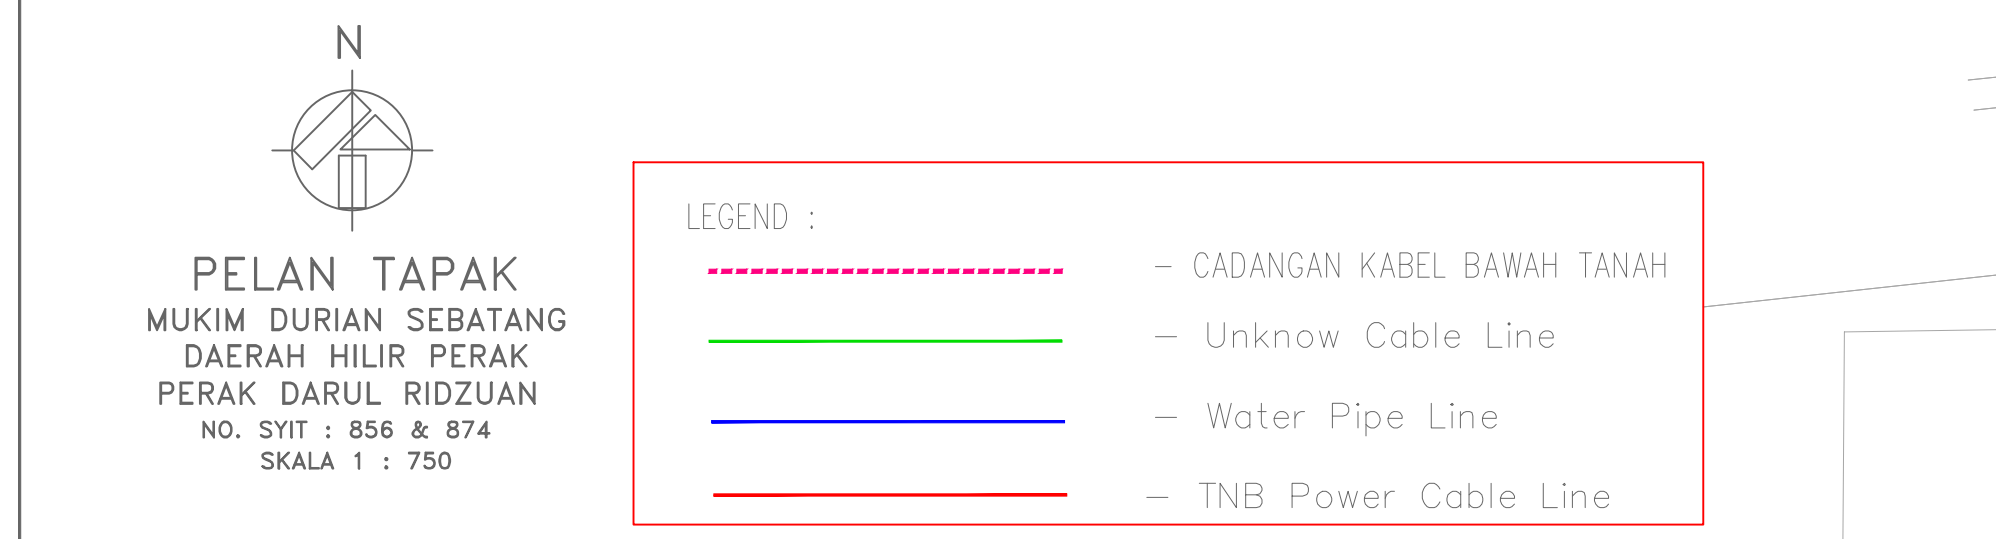 N
PELAN TAPAK
MUKIM DURIAN SEBATANG
DAERAH HILIR PERAK
PERAK DARUL RIDZUAN
NO. SYIT : 856 & 874
SKALA 1 : 750
LEGEND :
- CADANGAN KABEL BAWAH TANAH
- Unknow Cable Line
- Water Pipe Line
- TNB Power Cable Line